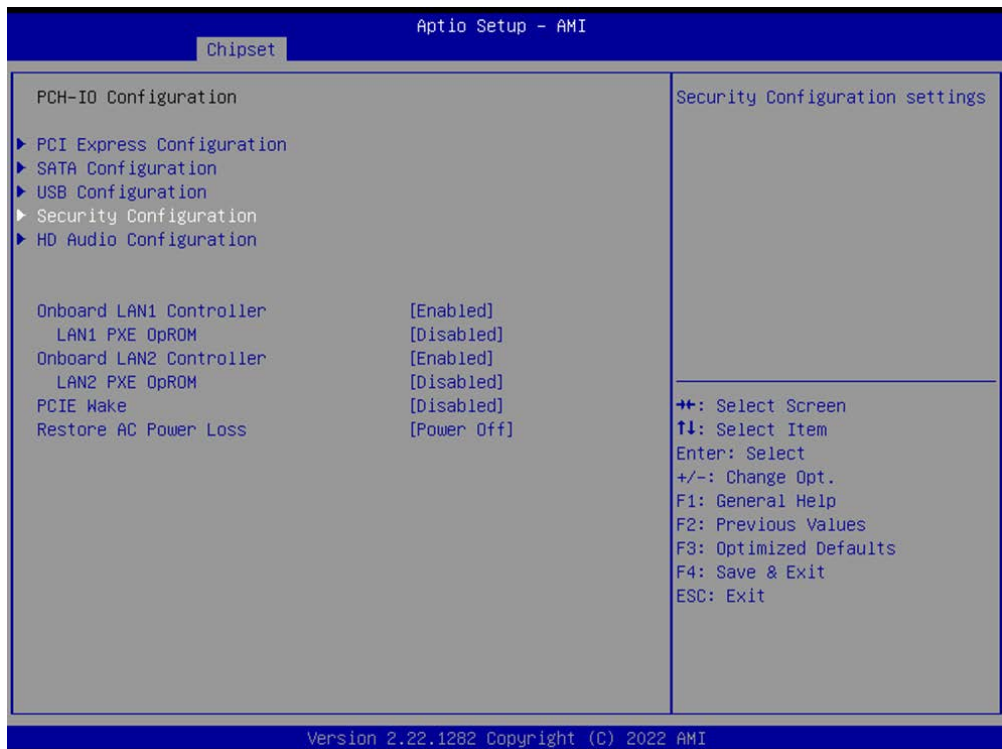 Aptio Setup – AMI
Chipset
PCH-IO Configuration
▶ PCI Express Configuration
▶ SATA Configuration
▶ USB Configuration
▶ Security Configuration
▶ HD Audio Configuration
Onboard LAN1 Controller [Enabled]
LAN1 PXE OpROM [Disabled]
Onboard LAN2 Controller [Enabled]
LAN2 PXE OpROM [Disabled]
PCIE Wake [Disabled]
Restore AC Power Loss [Power Off]
Security Configuration settings
→←: Select Screen
↑↓: Select Item
Enter: Select
+/-: Change Opt.
F1: General Help
F2: Previous Values
F3: Optimized Defaults
F4: Save & Exit
ESC: Exit
Version 2.22.1282 Copyright (C) 2022 AMI